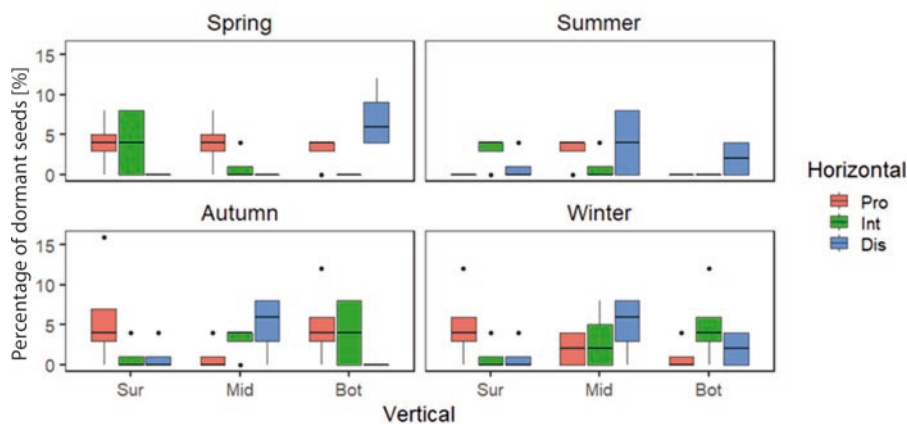 Spring
Summer
Percentage of dormant seeds [%]
15
10
5
0
Autumn
Winter
15
10
5
0
Sur
Mid
Bot
Sur
Mid
Bot
Vertical
Horizontal
Pro
Int
Dis